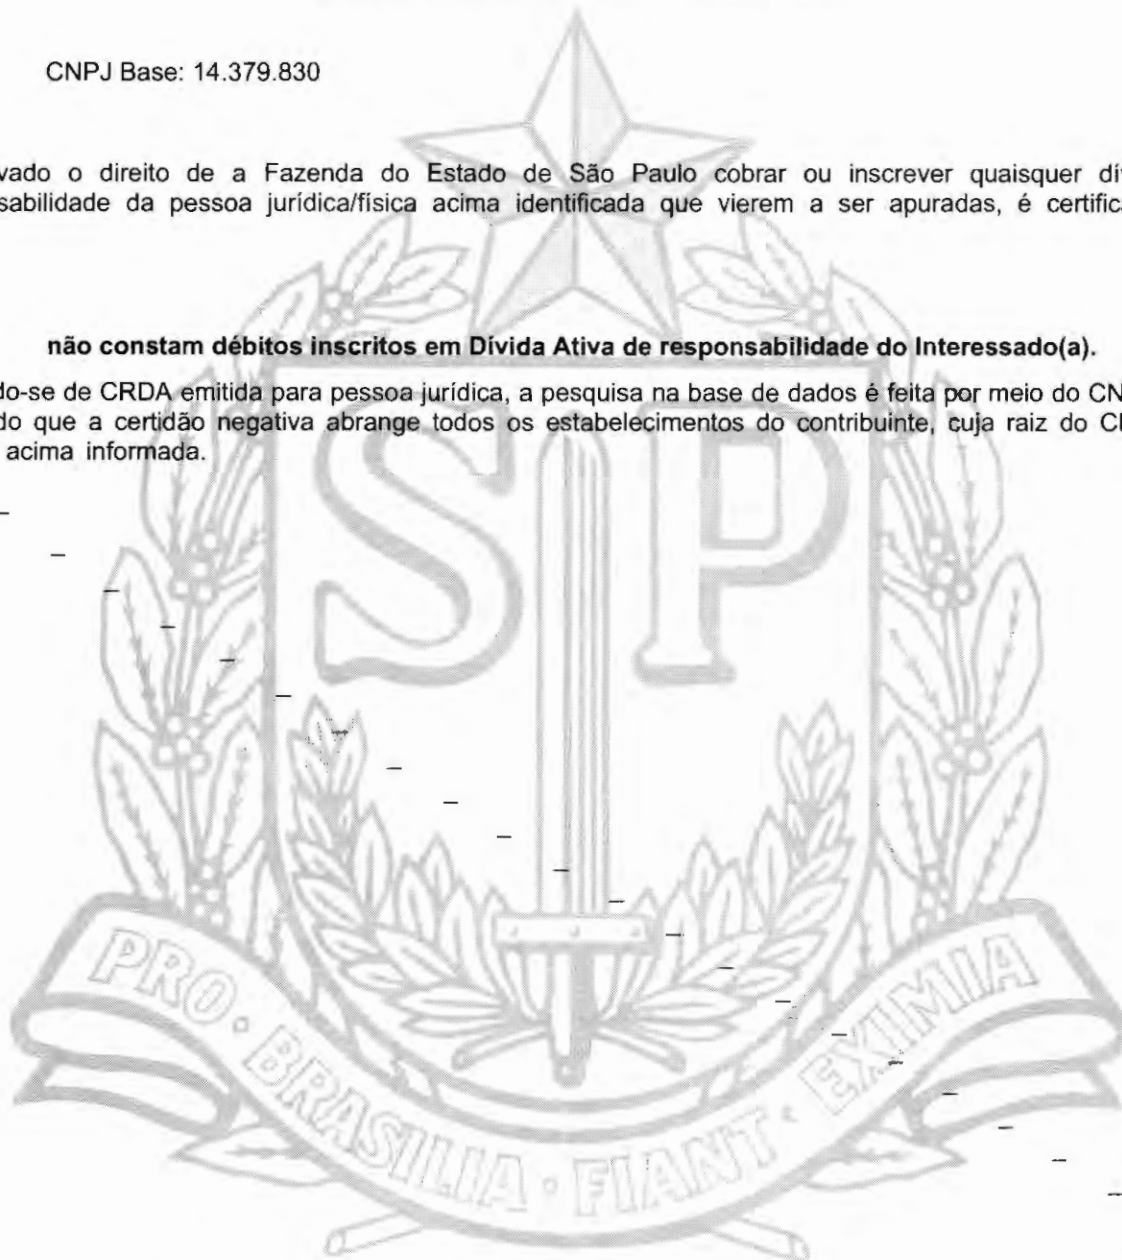 CNPJ Base: 14.379.830
vado o direito de a Fazenda do Estado de São Paulo cobrar ou inscrever quaisquer dív
sabilidade da pessoa jurídica/física acima identificada que vierem a ser apuradas, é certific
não constam débitos inscritos em Dívida Ativa de responsabilidade do Interessado(a).
do-se de CRDA emitida para pessoa jurídica, a pesquisa na base de dados é feita por meio do CN
do que a certidão negativa abrange todos os estabelecimentos do contribuinte, cuja raiz do C
acima informada.
SP
PRO • BRASILIA • FIANT • EXIMIA